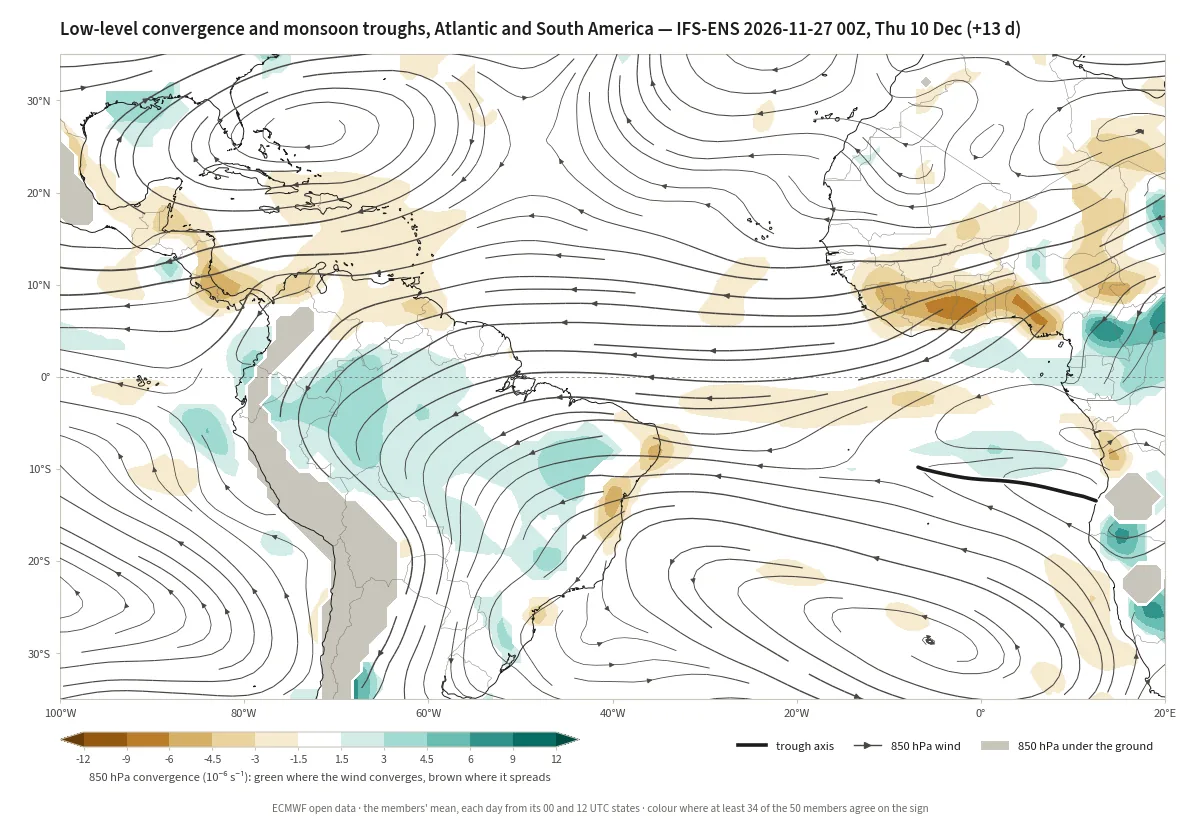 Low-level convergence and monsoon troughs, Atlantic and South America — IFS-ENS 2026-11-27 00Z, Thu 10 Dec (+13 d)
30°N
20°N
10°N
0°
10°S
20°S
30°S
100°W 80°W 60°W 40°W 20°W 0° 20°E
-12 -9 -6 -4.5 -3 -1.5 1.5 3 4.5 6 9 12
850 hPa convergence (10⁻⁶ s⁻¹): green where the wind converges, brown where it spreads
trough axis 850 hPa wind 850 hPa under the ground
ECMWF open data · the members' mean, each day from its 00 and 12 UTC states · colour where at least 34 of the 50 members agree on the sign